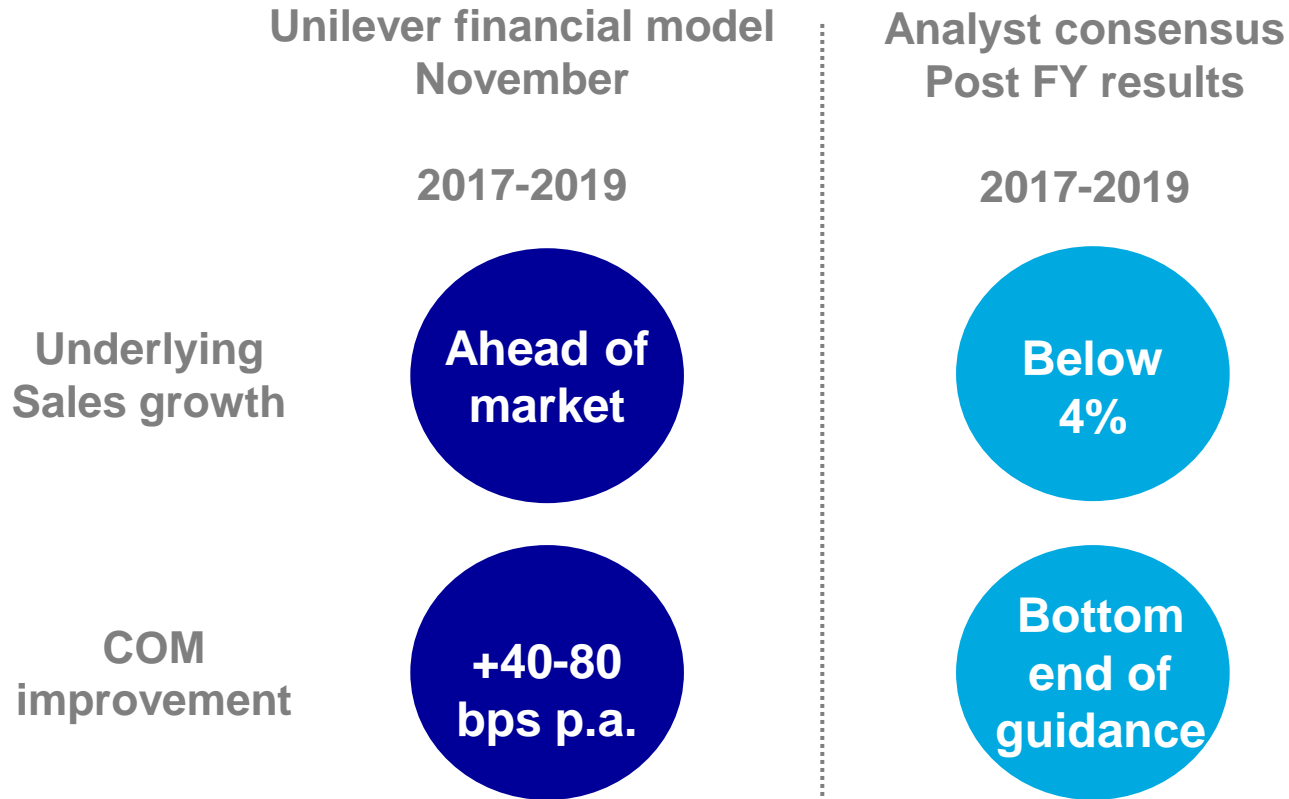 Unilever financial model
November
Analyst consensus
Post FY results
2017-2019
2017-2019
Underlying
Sales growth
Ahead of
market
Below
4%
COM
improvement
+40-80
bps p.a.
Bottom
end of
guidance